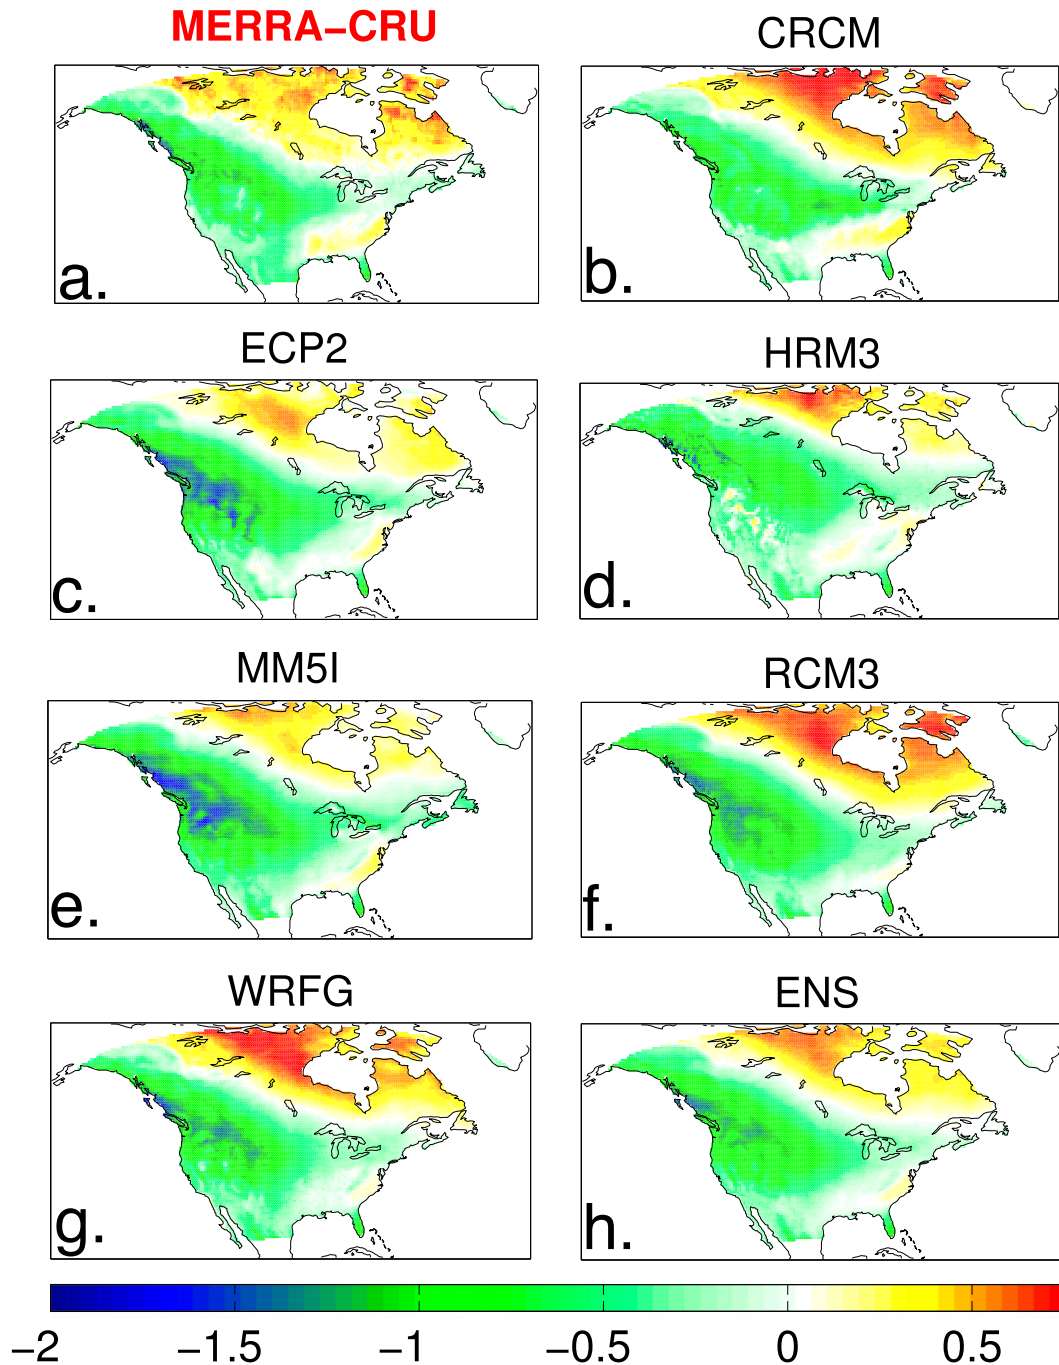 MERRA−CRU
CRCM
a.
b.
ECP2
HRM3
c.
d.
MM5I
RCM3
e.
f.
WRFG
ENS
g.
h.
−2 −1.5 −1 −0.5 0 0.5